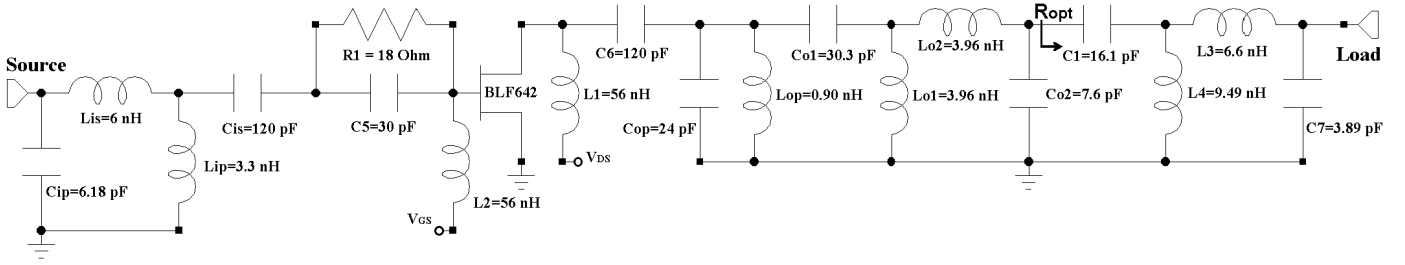 Source
Lis=6 nH
Cip=6.18 pF
Lip=3.3 nH
Cis=120 pF
R1 = 18 Ohm
C5=30 pF
BLF642
L2=56 nH
VGS
L1=56 nH
VDS
C6=120 pF
Cop=24 pF
Lop=0.90 nH
Co1=30.3 pF
Lo1=3.96 nH
Lo2=3.96 nH
Co2=7.6 pF
Ropt
C1=16.1 pF
L4=9.49 nH
L3=6.6 nH
C7=3.89 pF
Load